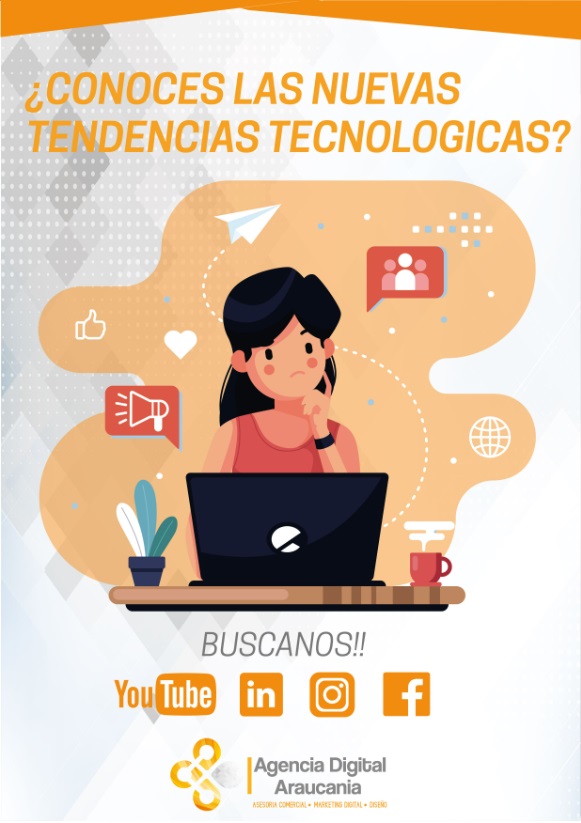 ¿CONOCES LAS NUEVAS
TENDENCIAS TECNOLOGICAS?
BUSCANOS!!
YouTube in f
Agencia Digital
Araucania
ASESORIA COMERCIAL • MARKETING DIGITAL • DISEÑO